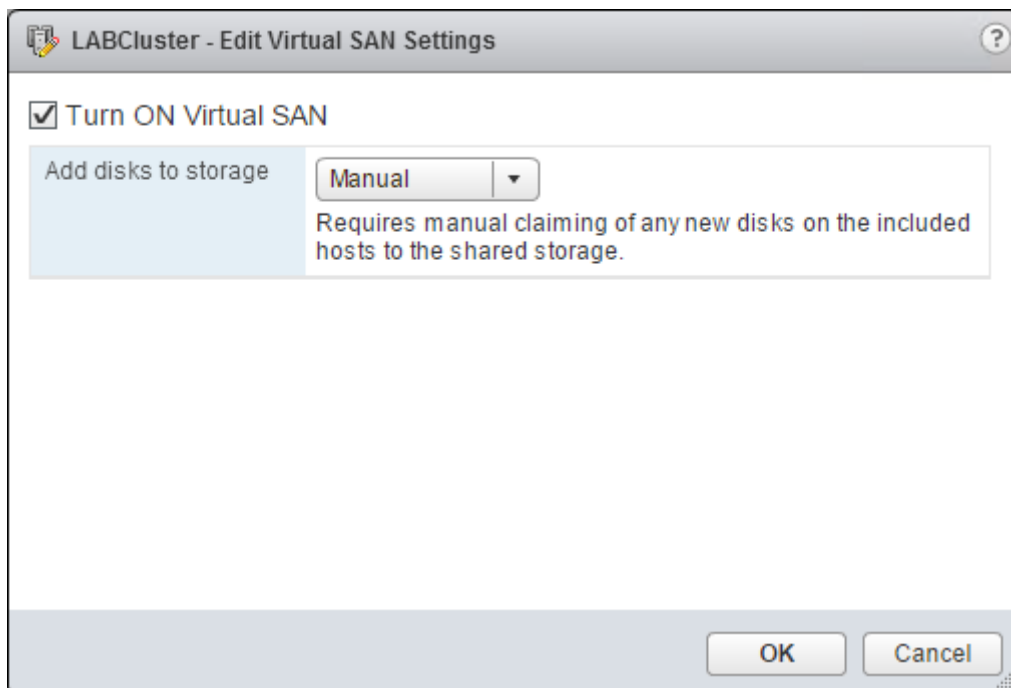 LABCluster - Edit Virtual SAN Settings
?
Turn ON Virtual SAN
Add disks to storage
Manual
Requires manual claiming of any new disks on the included
hosts to the shared storage.
OK
Cancel